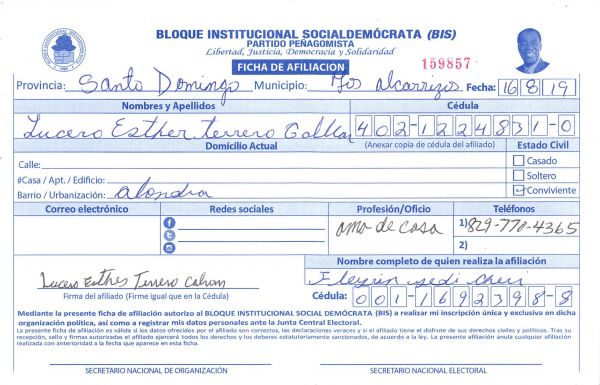 BLOQUE INSTITUCIONAL SOCIALDEMÓCRATA (BIS)
PARTIDO PEÑAGOMISTA
Libertad, Justicia, Democracia y Solidaridad
FICHA DE AFILIACION
159857
Provincia: Santo Domingo Municipio: Los alcarrizos Fecha: 16 8 19
Nombres y Apellidos Cédula
Lucero Esther Terrero 402-1224831-0
Domicilio Actual (Anexar copia de cédula del afiliado) Estado Civil
Calle: Casado
#Casa / Apt. / Edificio: Soltero
Barrio / Urbanización: alondra Conviviente
Correo electrónico Redes sociales Profesión/Oficio Teléfonos
ama de casa 1) 829-770-4365
2)
Nombre completo de quien realiza la afiliación
Lucero Esther Terrero
Firma del afiliado (Firme igual que en la Cédula) Cédula: 001-1692398-8
Mediante la presente ficha de afiliación autorizo al BLOQUE INSTITUCIONAL SOCIAL DEMÓCRATA (BIS) a realizar mi inscripción única y exclusiva en dicha
organización política, así como a registrar mis datos personales ante la Junta Central Electoral.
La presente ficha de afiliación es válida si los datos ofrecidos por el afiliado son correctos, las declaraciones veraces y si el afiliado tiene el disfrute de sus derechos civiles y políticos. Tras su
recepción, sello y firmas autorizadas el afiliado ejercerá todos los derechos y los deberes estatutariamente sancionados, de acuerdo a la ley. La presente afiliación anula cualquier afiliación
realizada con anterioridad a la fecha que aparece en esta ficha.
SECRETARIO NACIONAL DE ORGANIZACIÓN SECRETARIO NACIONAL ELECTORAL